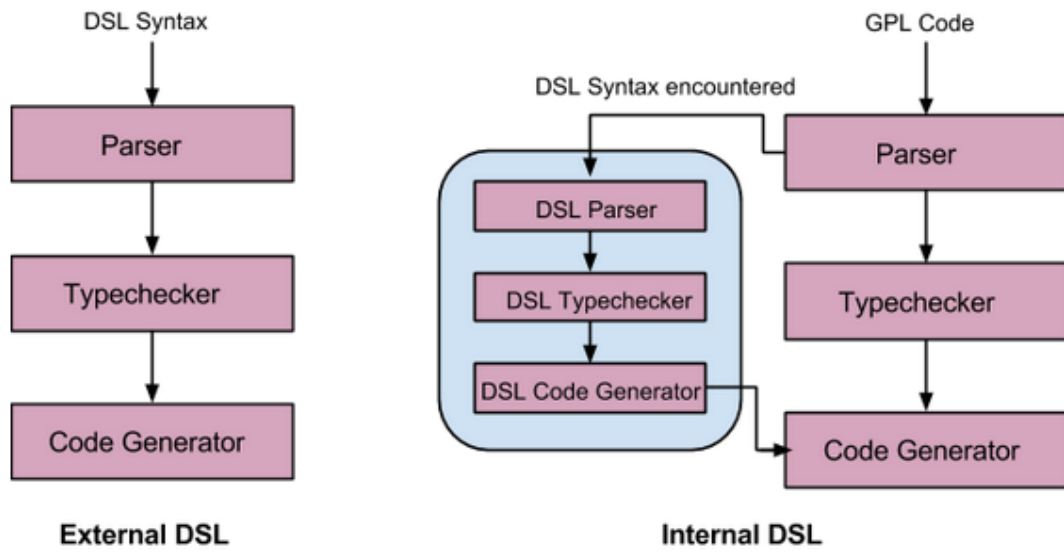 DSL Syntax
Parser
Typechecker
Code Generator
External DSL
GPL Code
DSL Syntax encountered
Parser
DSL Parser
DSL Typechecker
DSL Code Generator
Typechecker
Code Generator
Internal DSL